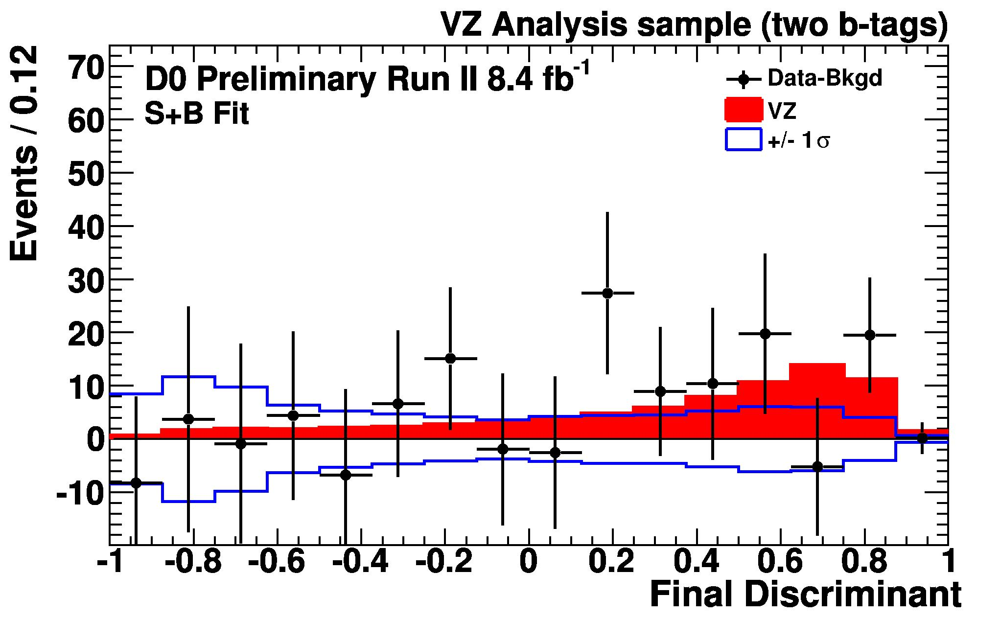 VZ Analysis sample (two b-tags)
Events / 0.12
D0 Preliminary Run II 8.4 fb⁻¹
S+B Fit
Data-Bkgd
VZ
+/- 1 σ
70
60
50
40
30
20
10
0
-10
-1 -0.8 -0.6 -0.4 -0.2 0 0.2 0.4 0.6 0.8 1
Final Discriminant